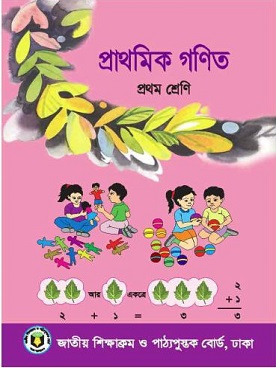 প্রাথমিক গণিত
প্রথম শ্রেণি
আর একত্রে
২ + ১ = ৩
২
+ ১
৩
জাতীয় শিক্ষাক্রম ও পাঠ্যপুস্তক বোর্ড, ঢাকা